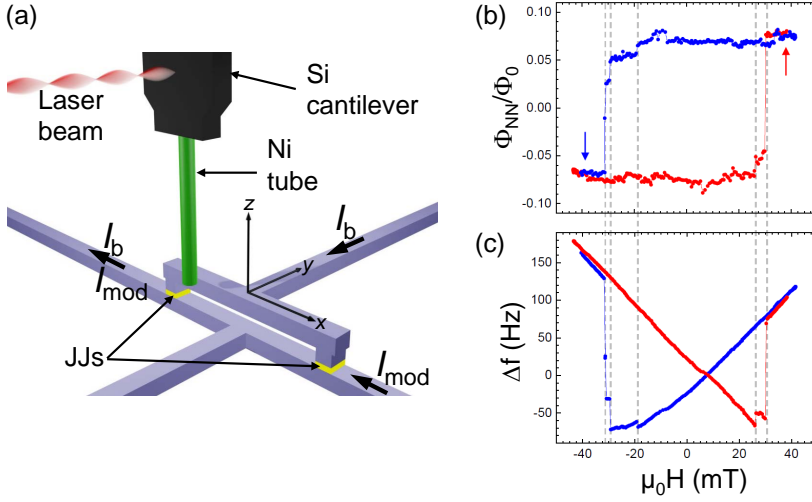 (a)
Laser
beam
Si
cantilever
Ni
tube
I_b
I_b
I_mod
JJs
I_mod
z
y
x
(b)
Φ_NN/Φ_0
0.10
0.05
0.00
-0.05
-0.10
(c)
Δf (Hz)
150
100
50
0
-50
-40
-20
0
20
40
μ_0H (mT)